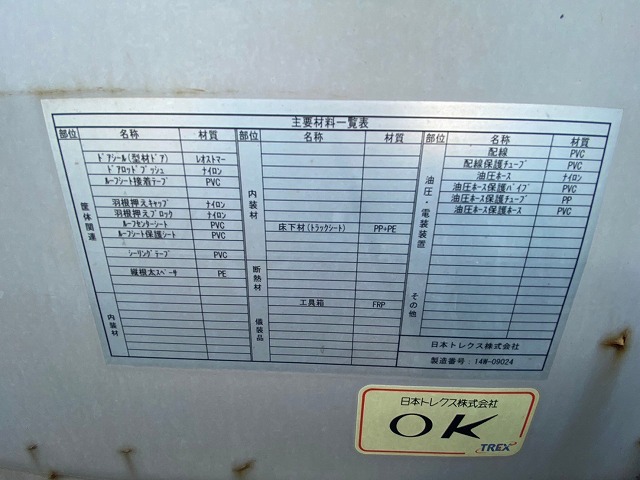 主要材料一覧表
部位 名称 材質 部位 名称 材質 部位 名称 材質
筐体関連
ﾄﾞｱｼｰﾙ(型材ﾄﾞｱ) ﾚｵｽﾄﾏｰ
ﾄﾞｱﾛｯﾄﾞﾌﾞｯｼｭ ﾅｲﾛﾝ
ﾙｰﾌｼｰﾄ接着ﾃｰﾌﾟ PVC
羽根押えｷｬｯﾌﾟ ﾅｲﾛﾝ
羽根押えﾌﾞﾛｯｸ ﾅｲﾛﾝ
ﾙｰﾌｾﾝﾀｰｼｰﾄ PVC
ﾙｰﾌｼｰﾄ保護ｼｰﾄ PVC
ｼｰﾘﾝｸﾞﾃｰﾌﾟ PVC
縦根太ｽﾍﾟｰｻ PE
内装材
内装材
床下材(ﾄﾗｯｸｼｰﾄ) PP+PE
断熱材
儀装品
工具箱 FRP
油圧・電装装置
配線 PVC
配線保護ﾁｭｰﾌﾞ PVC
油圧ﾎｰｽ ﾅｲﾛﾝ
油圧ﾎｰｽ保護ﾊﾟｲﾌﾟ PVC
油圧ﾎｰｽ保護ﾁｭｰﾌﾞ PP
油圧ﾎｰｽ保護ﾎｰｽ PVC
その他
日本トレクス株式会社
製造番号：14W-09024
日本トレクス株式会社
OK
TREX